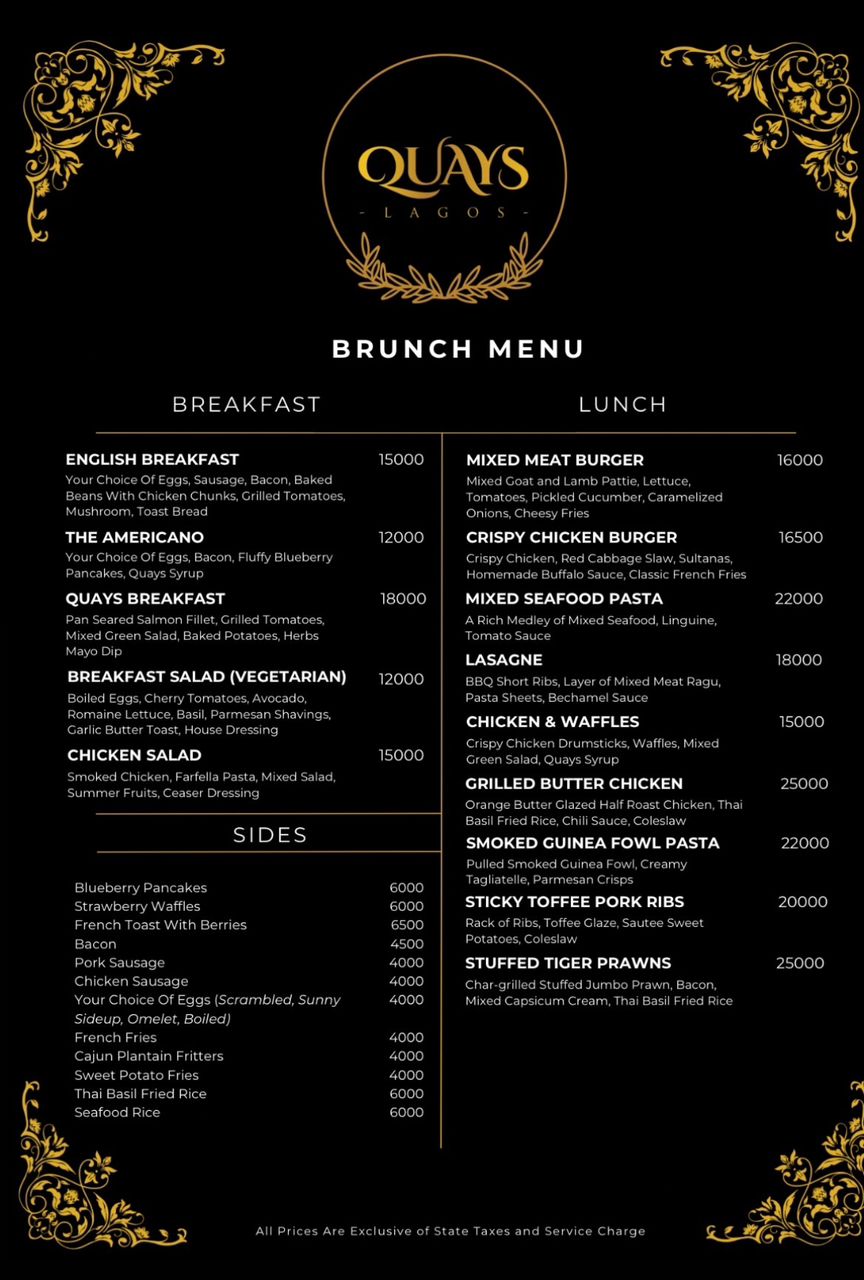 QUAYS
- LAGOS -
BRUNCH MENU
BREAKFAST
ENGLISH BREAKFAST 15000
Your Choice Of Eggs, Sausage, Bacon, Baked
Beans With Chicken Chunks, Grilled Tomatoes,
Mushroom, Toast Bread
THE AMERICANO 12000
Your Choice Of Eggs, Bacon, Fluffy Blueberry
Pancakes, Quays Syrup
QUAYS BREAKFAST 18000
Pan Seared Salmon Fillet, Grilled Tomatoes,
Mixed Green Salad, Baked Potatoes, Herbs
Mayo Dip
BREAKFAST SALAD (VEGETARIAN) 12000
Boiled Eggs, Cherry Tomatoes, Avocado,
Romaine Lettuce, Basil, Parmesan Shavings,
Garlic Butter Toast, House Dressing
CHICKEN SALAD 15000
Smoked Chicken, Farfella Pasta, Mixed Salad,
Summer Fruits, Ceaser Dressing
SIDES
Blueberry Pancakes 6000
Strawberry Waffles 6000
French Toast With Berries 6500
Bacon 4500
Pork Sausage 4000
Chicken Sausage 4000
Your Choice Of Eggs (Scrambled, Sunny 4000
Sideup, Omelet, Boiled)
French Fries 4000
Cajun Plantain Fritters 4000
Sweet Potato Fries 4000
Thai Basil Fried Rice 6000
Seafood Rice 6000
LUNCH
MIXED MEAT BURGER 16000
Mixed Goat and Lamb Pattie, Lettuce,
Tomatoes, Pickled Cucumber, Caramelized
Onions, Cheesy Fries
CRISPY CHICKEN BURGER 16500
Crispy Chicken, Red Cabbage Slaw, Sultanas,
Homemade Buffalo Sauce, Classic French Fries
MIXED SEAFOOD PASTA 22000
A Rich Medley of Mixed Seafood, Linguine,
Tomato Sauce
LASAGNE 18000
BBQ Short Ribs, Layer of Mixed Meat Ragu,
Pasta Sheets, Bechamel Sauce
CHICKEN & WAFFLES 15000
Crispy Chicken Drumsticks, Waffles, Mixed
Green Salad, Quays Syrup
GRILLED BUTTER CHICKEN 25000
Orange Butter Glazed Half Roast Chicken, Thai
Basil Fried Rice, Chili Sauce, Coleslaw
SMOKED GUINEA FOWL PASTA 22000
Pulled Smoked Guinea Fowl, Creamy
Tagliatelle, Parmesan Crisps
STICKY TOFFEE PORK RIBS 20000
Rack of Ribs, Toffee Glaze, Sautee Sweet
Potatoes, Coleslaw
STUFFED TIGER PRAWNS 25000
Char-grilled Stuffed Jumbo Prawn, Bacon,
Mixed Capsicum Cream, Thai Basil Fried Rice
All Prices Are Exclusive of State Taxes and Service Charge